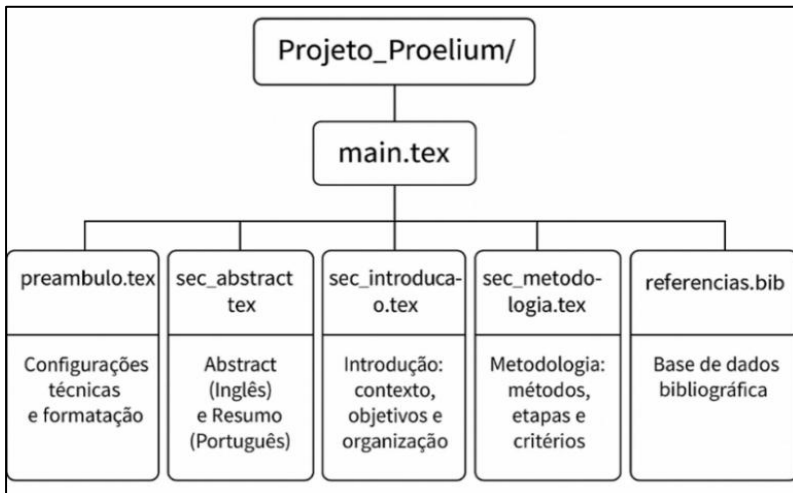 Projeto_Proelium/
main.tex
preambulo.tex
Configurações
técnicas
e formatação
sec_abstract
tex
Abstract
(Inglês)
e Resumo
(Português)
sec_introduca-
o.tex
Introdução:
contexto,
objetivos e
organização
sec_metodo-
logia.tex
Metodologia:
métodos,
etapas e
critérios
referencias.bib
Base de dados
bibliográfica